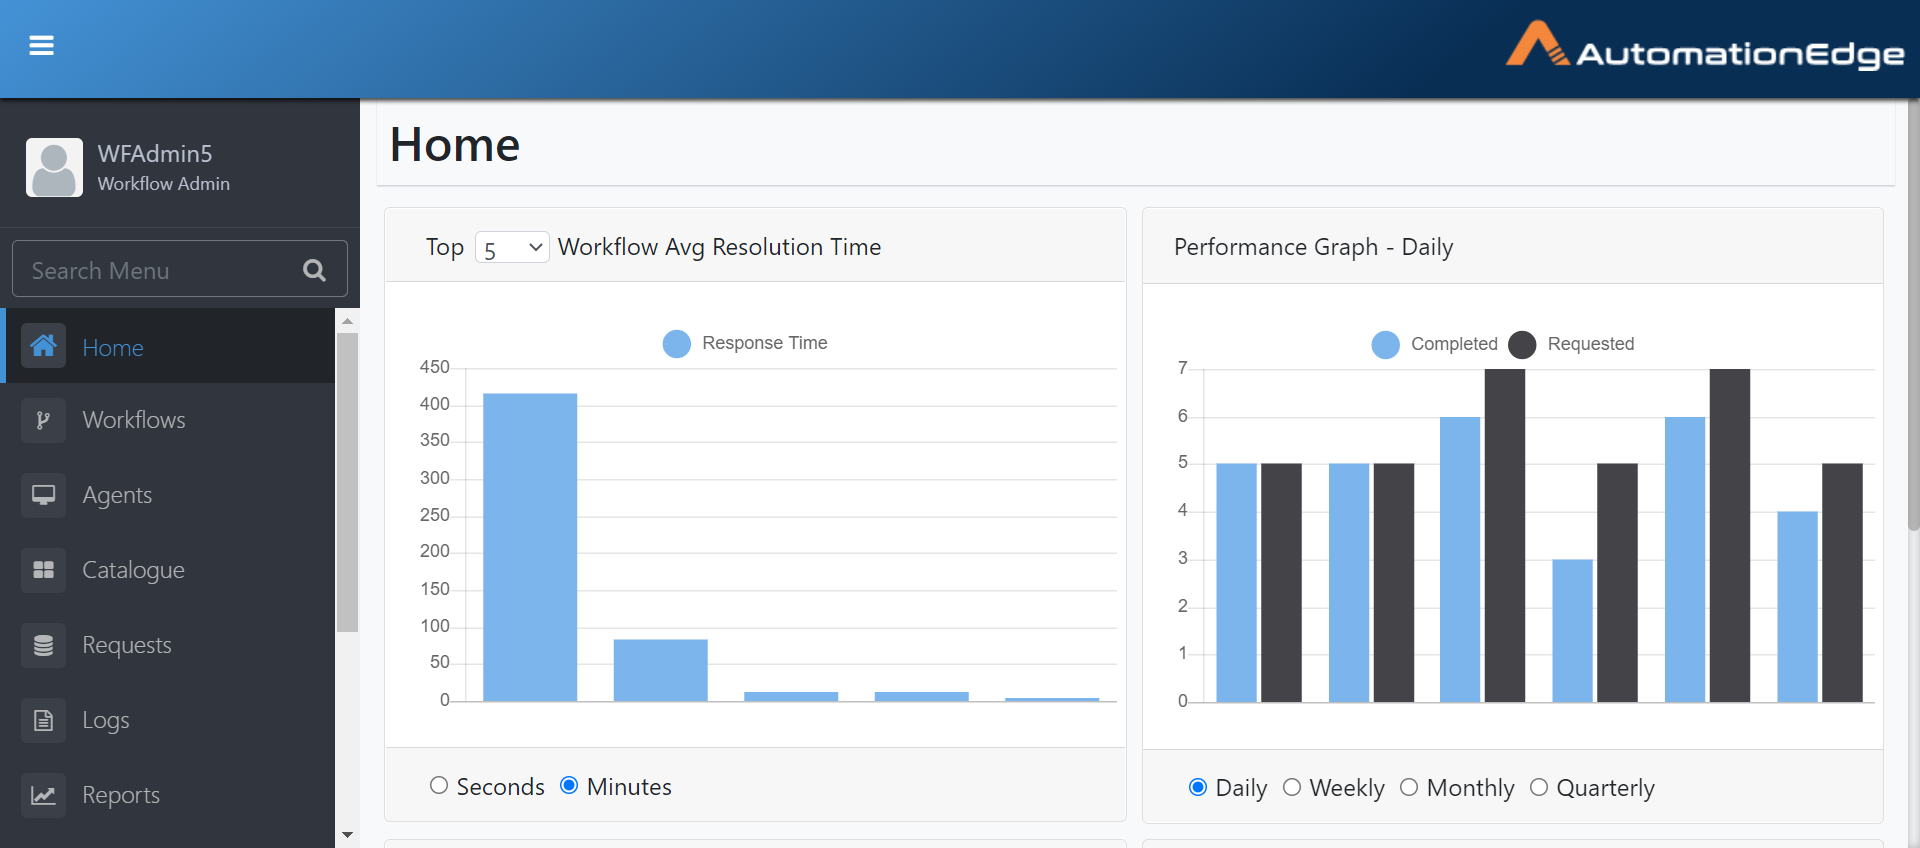 AutomationEdge
WFAdmin5
Workflow Admin
Search Menu
Home
Workflows
Agents
Catalogue
Requests
Logs
Reports
Home
Top 5 Workflow Avg Resolution Time
Response Time
450
400
350
300
250
200
150
100
50
0
Seconds Minutes
Performance Graph - Daily
Completed Requested
7
6
5
4
3
2
1
0
Daily Weekly Monthly Quarterly